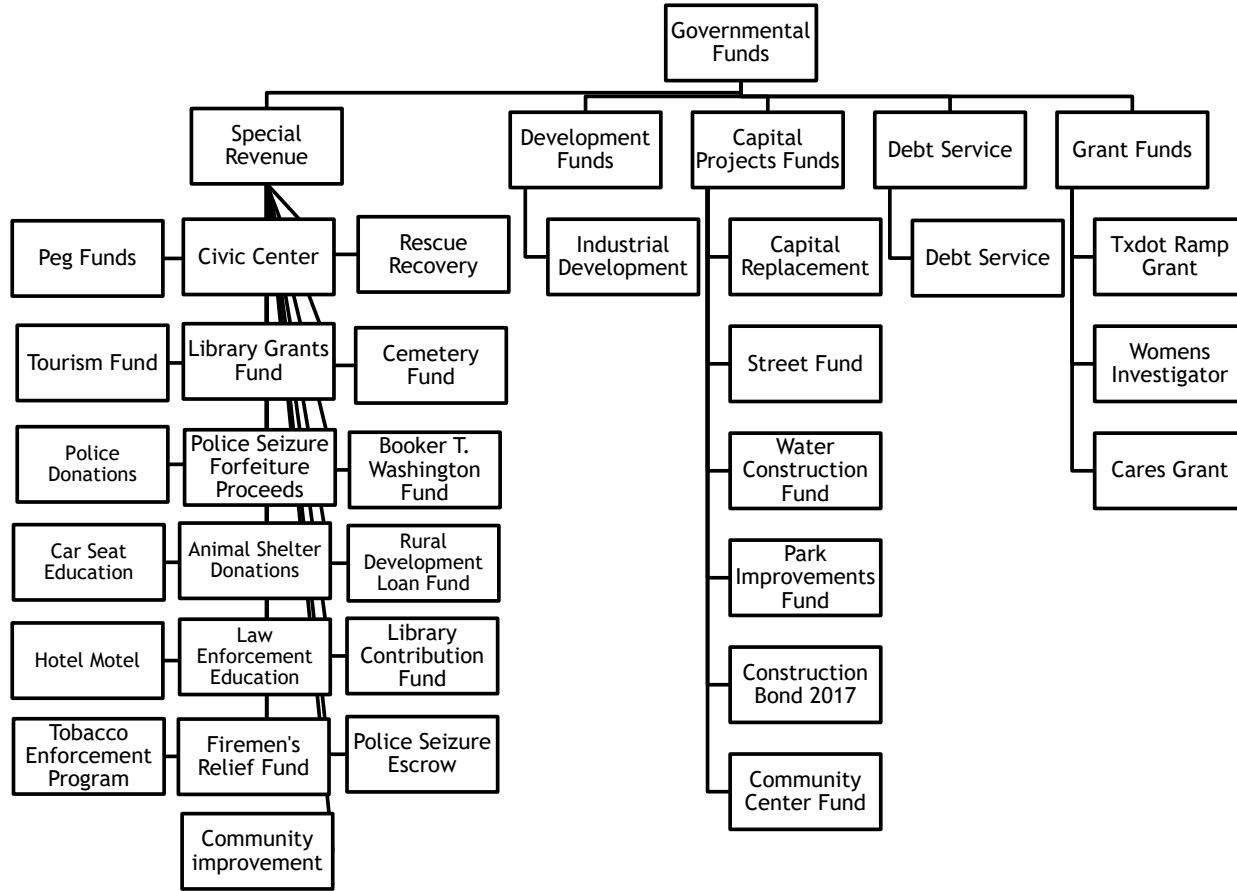 Governmental
Funds
Special
Revenue
Development
Funds
Capital
Projects Funds
Debt Service
Grant Funds
Peg Funds
Civic Center
Rescue
Recovery
Industrial
Development
Capital
Replacement
Debt Service
Txdot Ramp
Grant
Tourism Fund
Library Grants
Fund
Cemetery
Fund
Street Fund
Womens
Investigator
Police
Donations
Police Seizure
Forfeiture
Proceeds
Booker T.
Washington
Fund
Water
Construction
Fund
Cares Grant
Car Seat
Education
Animal Shelter
Donations
Rural
Development
Loan Fund
Park
Improvements
Fund
Hotel Motel
Law
Enforcement
Education
Library
Contribution
Fund
Construction
Bond 2017
Tobacco
Enforcement
Program
Firemen's
Relief Fund
Police Seizure
Escrow
Community
Center Fund
Community
improvement